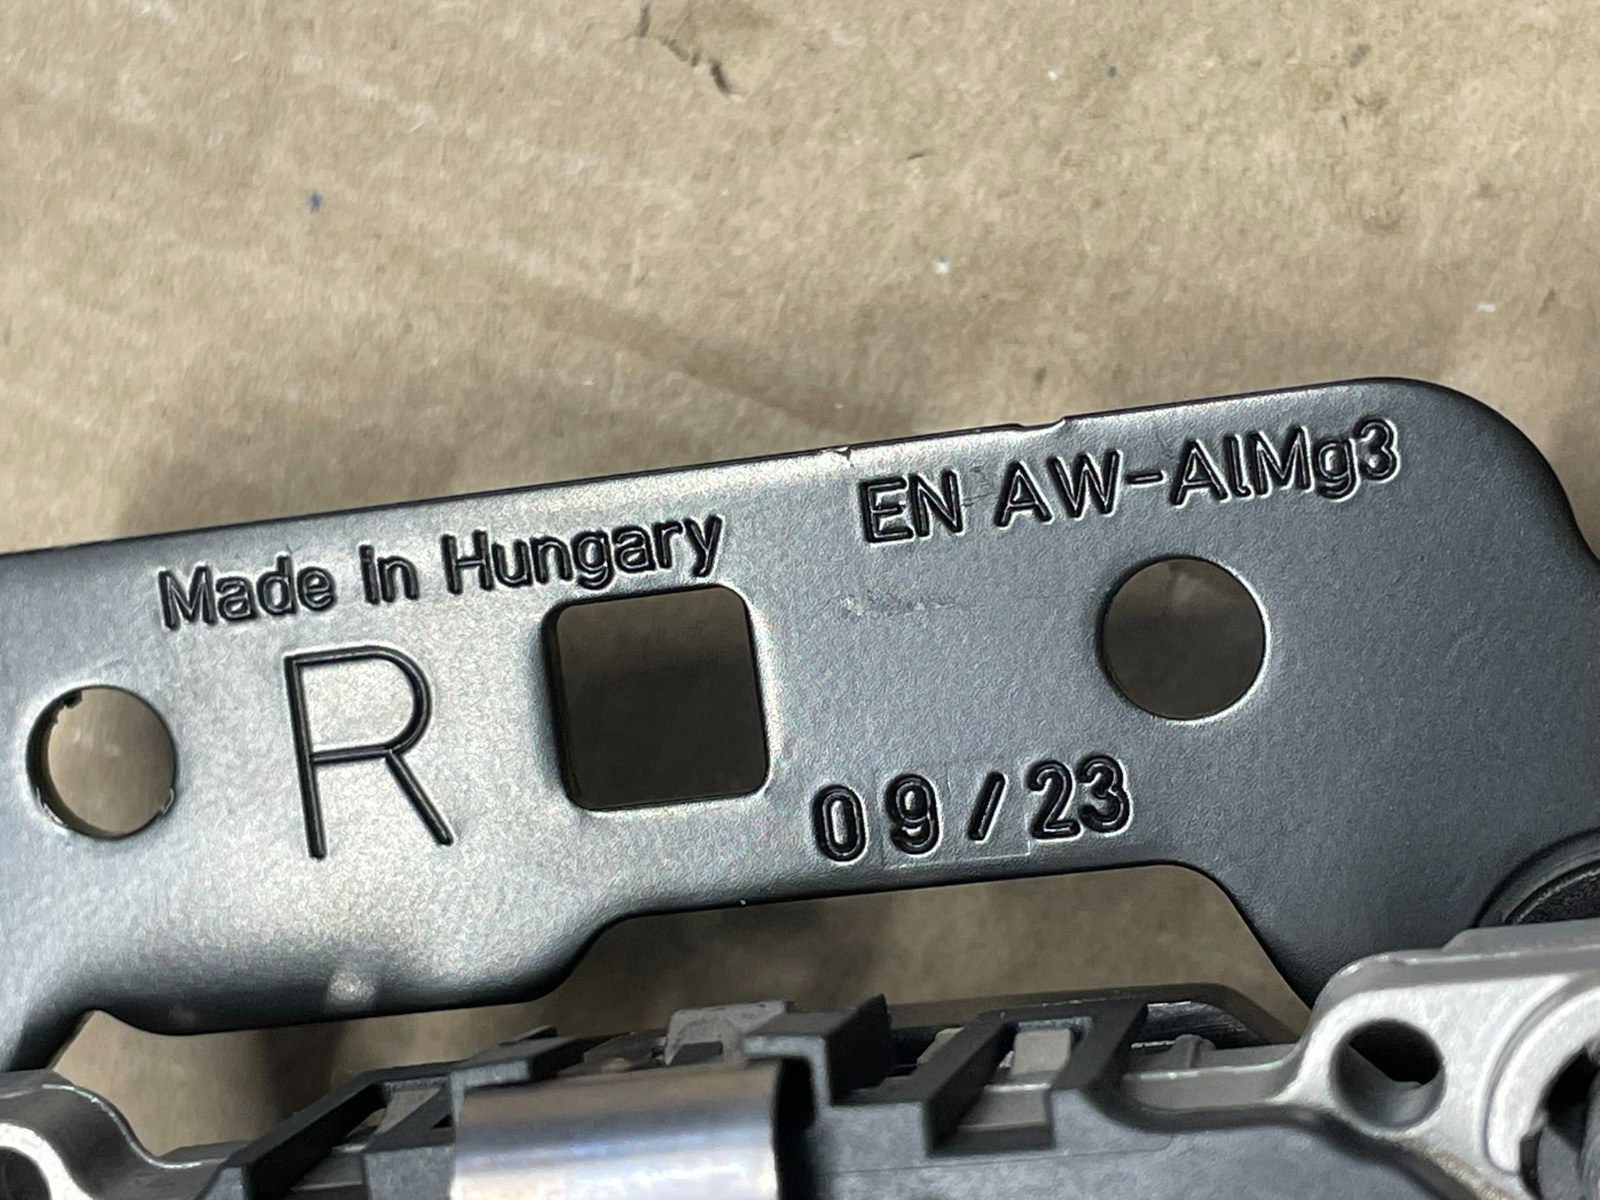 Made in Hungary
EN AW-AlMg3
R
09/23